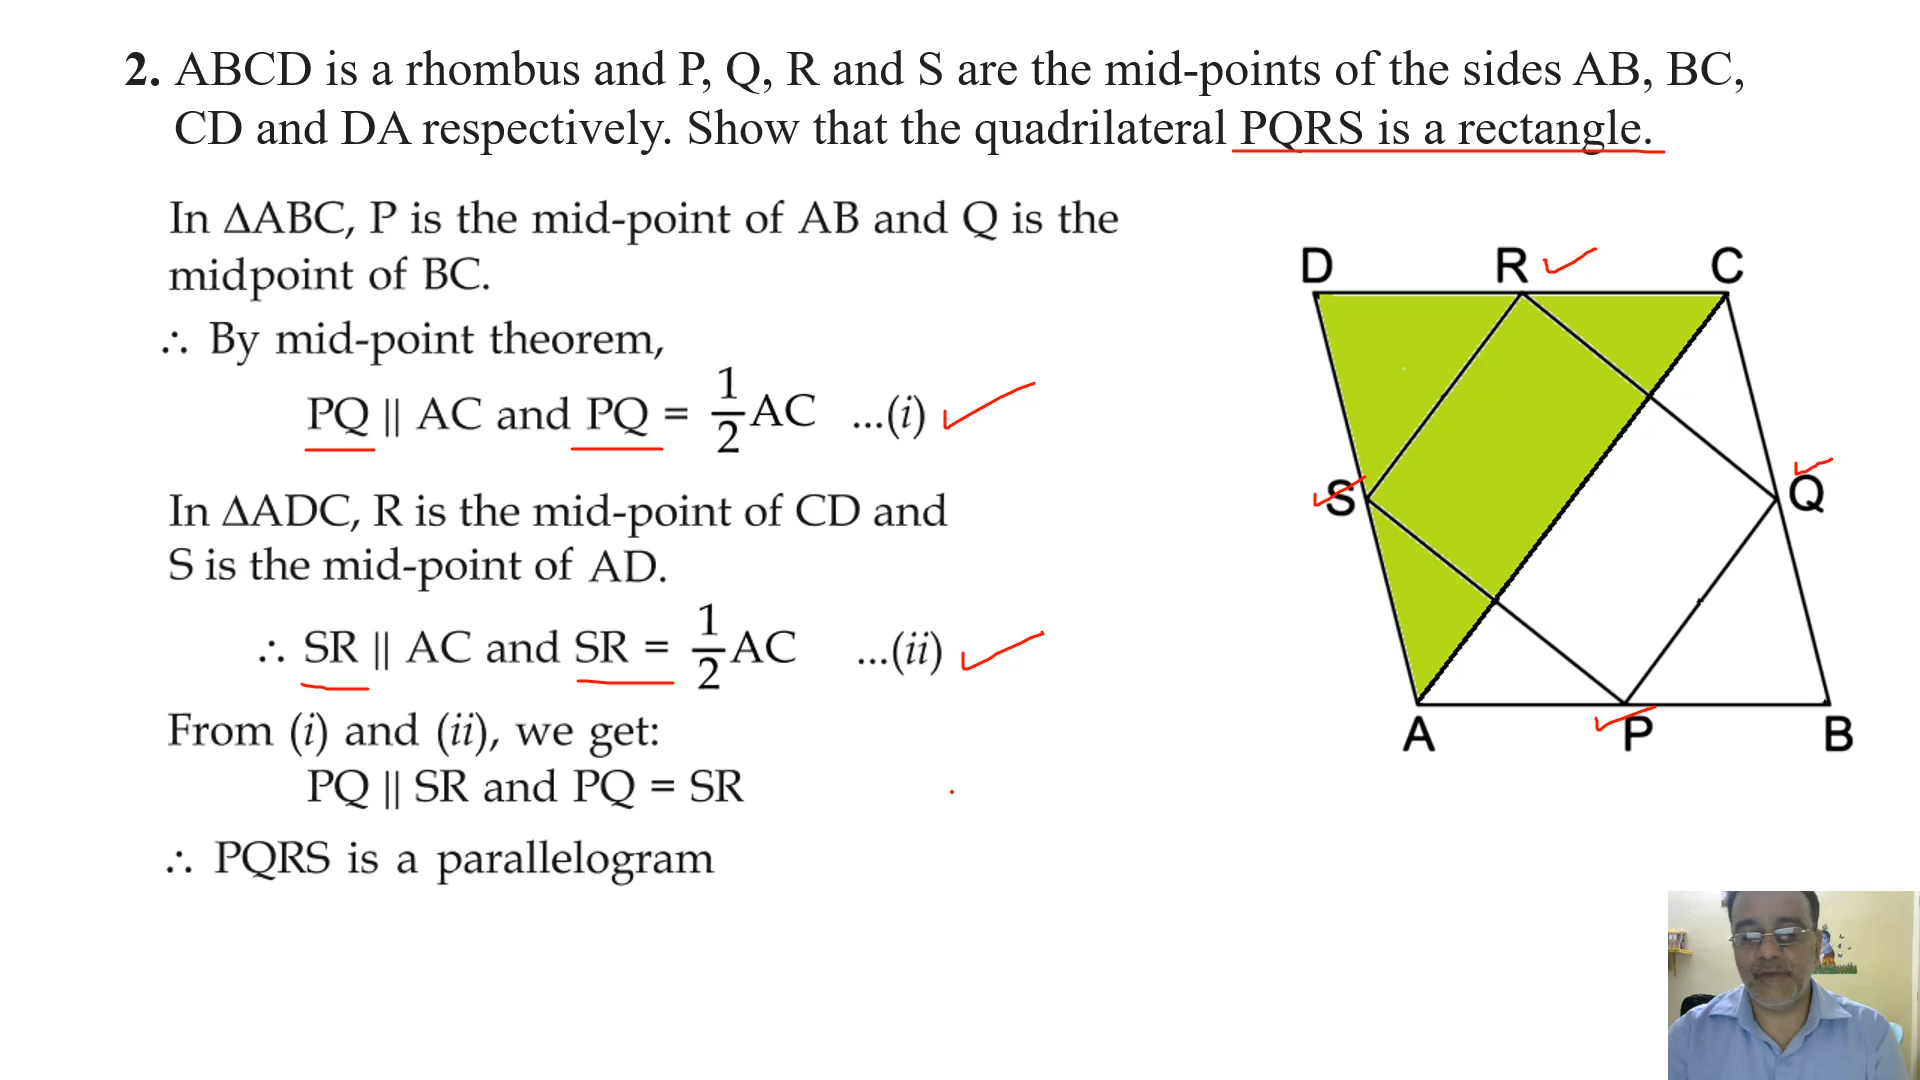 2. ABCD is a rhombus and P, Q, R and S are the mid-points of the sides AB, BC,
CD and DA respectively. Show that the quadrilateral PQRS is a rectangle.
In ΔABC, P is the mid-point of AB and Q is the
midpoint of BC.
∴ By mid-point theorem,
PQ || AC and PQ = 1/2 AC ...(i)
In ΔADC, R is the mid-point of CD and
S is the mid-point of AD.
∴ SR || AC and SR = 1/2 AC ...(ii)
From (i) and (ii), we get:
PQ || SR and PQ = SR
∴ PQRS is a parallelogram
D R C
S Q
A P B